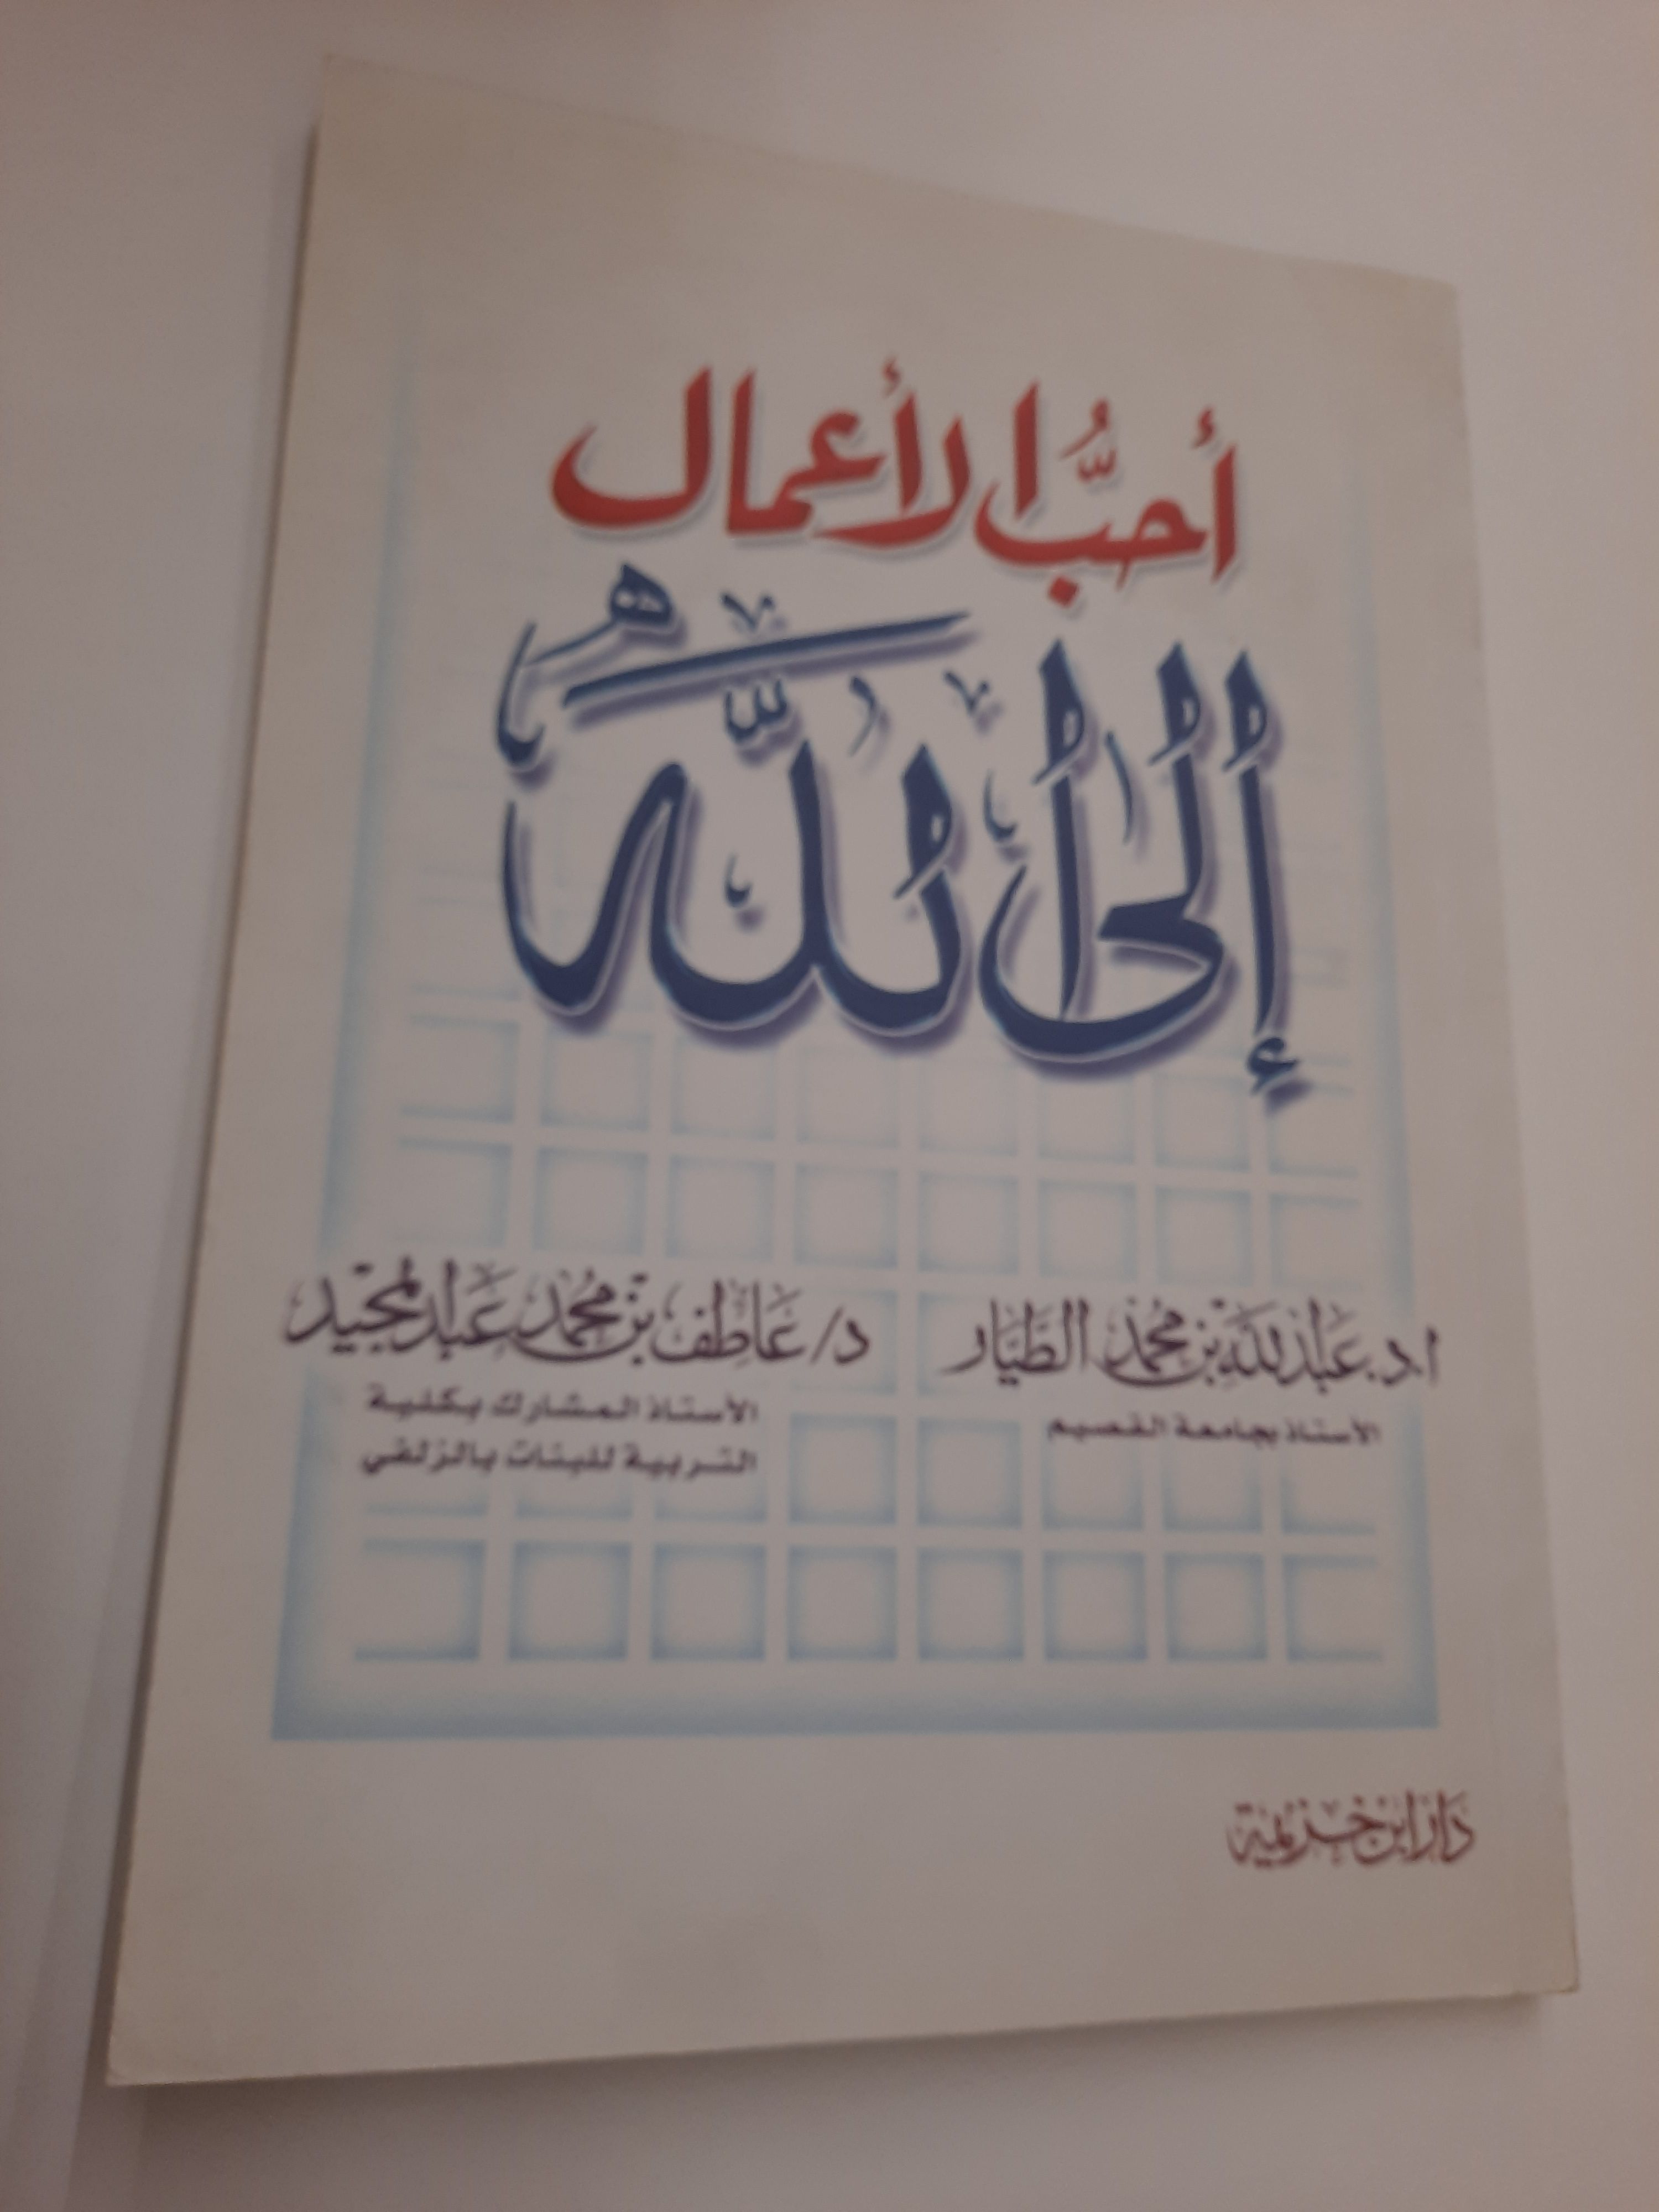 أحبُّ الأعمال
إلى الله
ا.د. عبدالله بن محمد الطيار
الأستاذ بجامعة القصيم
د/ عاطف بن محمد عبدالمجيد
الأستاذ المشارك بكلية
التربية للبنات بالزلفي
دار ابن خزيمة